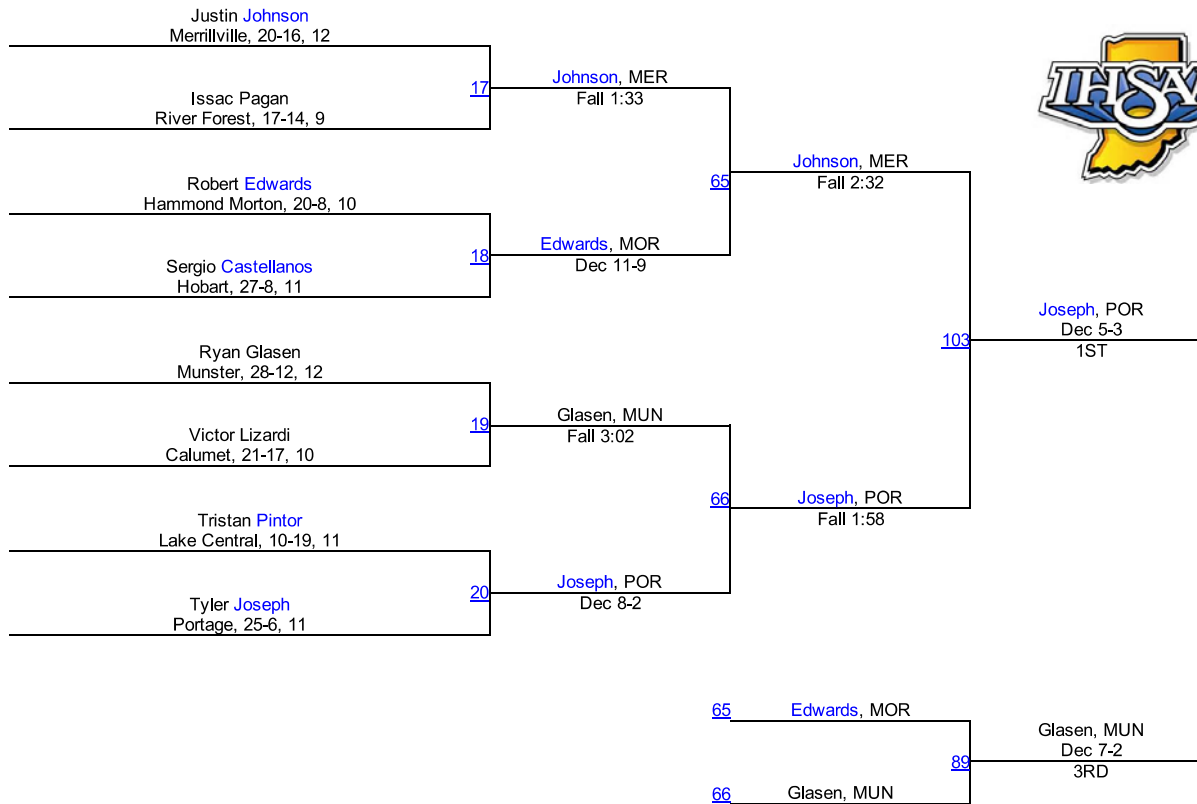 Justin Johnson
Merrillville, 20-16, 12
Issac Pagan
River Forest, 17-14, 9
Robert Edwards
Hammond Morton, 20-8, 10
Sergio Castellanos
Hobart, 27-8, 11
Ryan Glasen
Munster, 28-12, 12
Victor Lizardi
Calumet, 21-17, 10
Tristan Pintor
Lake Central, 10-19, 11
Tyler Joseph
Portage, 25-6, 11
17
18
19
20
Johnson, MER
Fall 1:33
Edwards, MOR
Dec 11-9
Glasen, MUN
Fall 3:02
Joseph, POR
Dec 8-2
65
66
Johnson, MER
Fall 2:32
Joseph, POR
Fall 1:58
103
Joseph, POR
Dec 5-3
1ST
IHSAA
65
Edwards, MOR
66
Glasen, MUN
89
Glasen, MUN
Dec 7-2
3RD